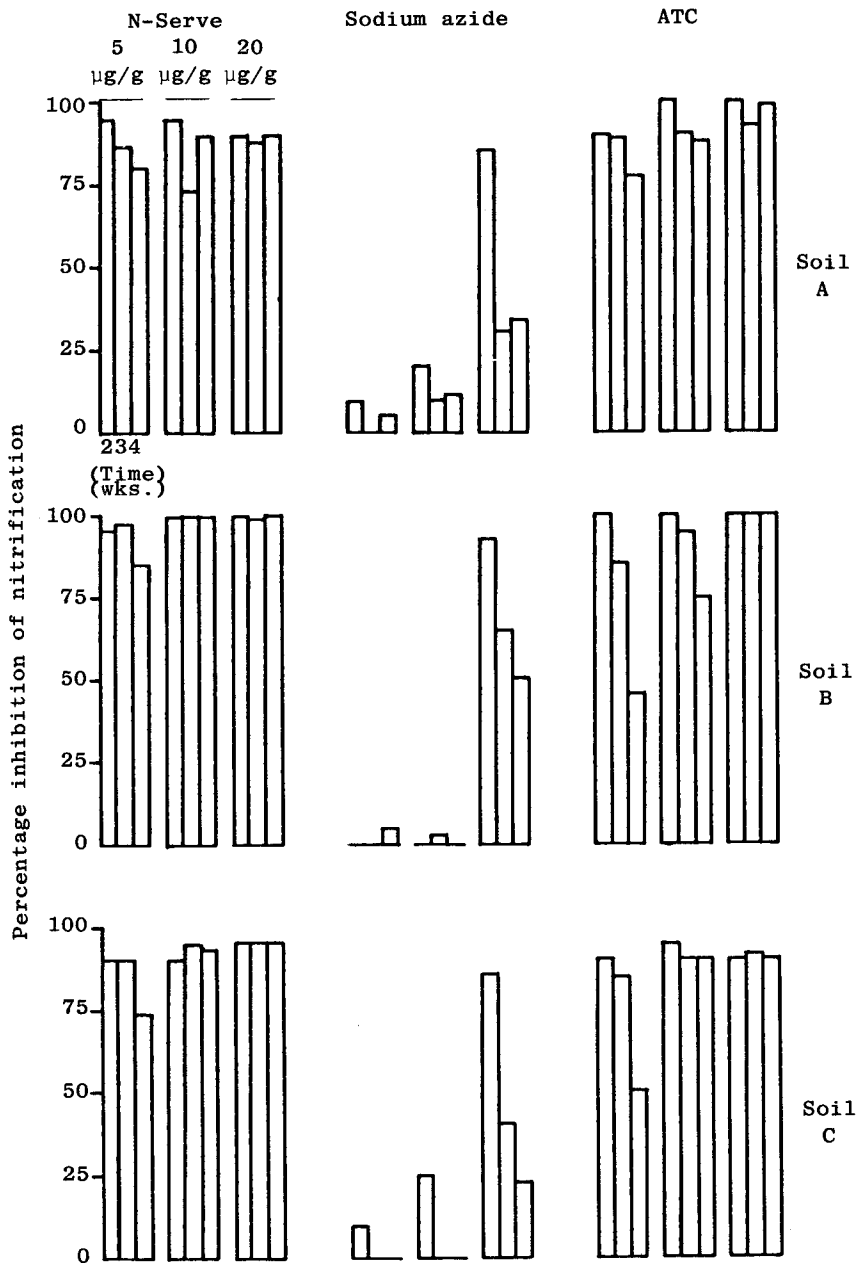 N-Serve Sodium azide ATC
5 10 20
μg/g μg/g μg/g
100
75
50
25
0
234
(Time)
(wks.)
Soil
A
100
75
50
25
0
Soil
B
100
75
50
25
0
Soil
C
Percentage inhibition of nitrification